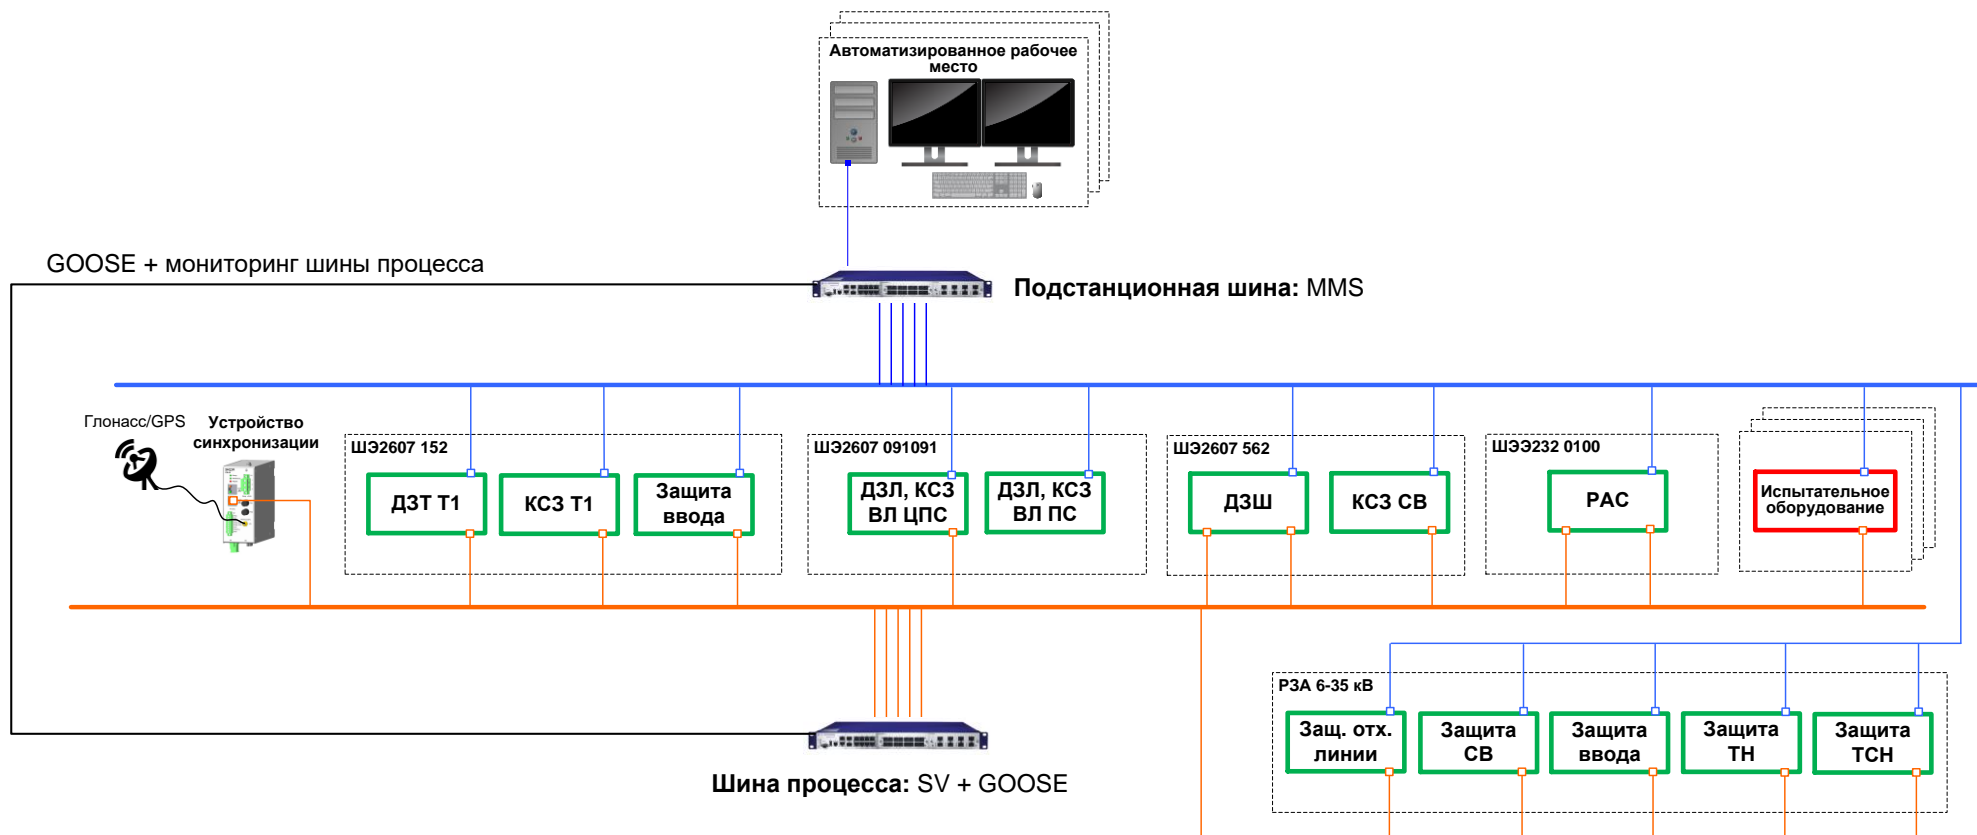 Автоматизированное рабочее
место
GOOSE + мониторинг шины процесса
Подстанционная шина: MMS
Глонасс/GPS
Устройство
синхронизации
ШЭ2607 152
ДЗТ Т1
КСЗ Т1
Защита
ввода
ШЭ2607 091091
ДЗЛ, КСЗ
ВЛ ЦПС
ДЗЛ, КСЗ
ВЛ ПС
ШЭ2607 562
ДЗШ
КСЗ СВ
ШЭЭ232 0100
РАС
Испытательное
оборудование
РЗА 6-35 кВ
Защ. отх.
линии
Защита
СВ
Защита
ввода
Защита
ТН
Защита
ТСН
Шина процесса: SV + GOOSE